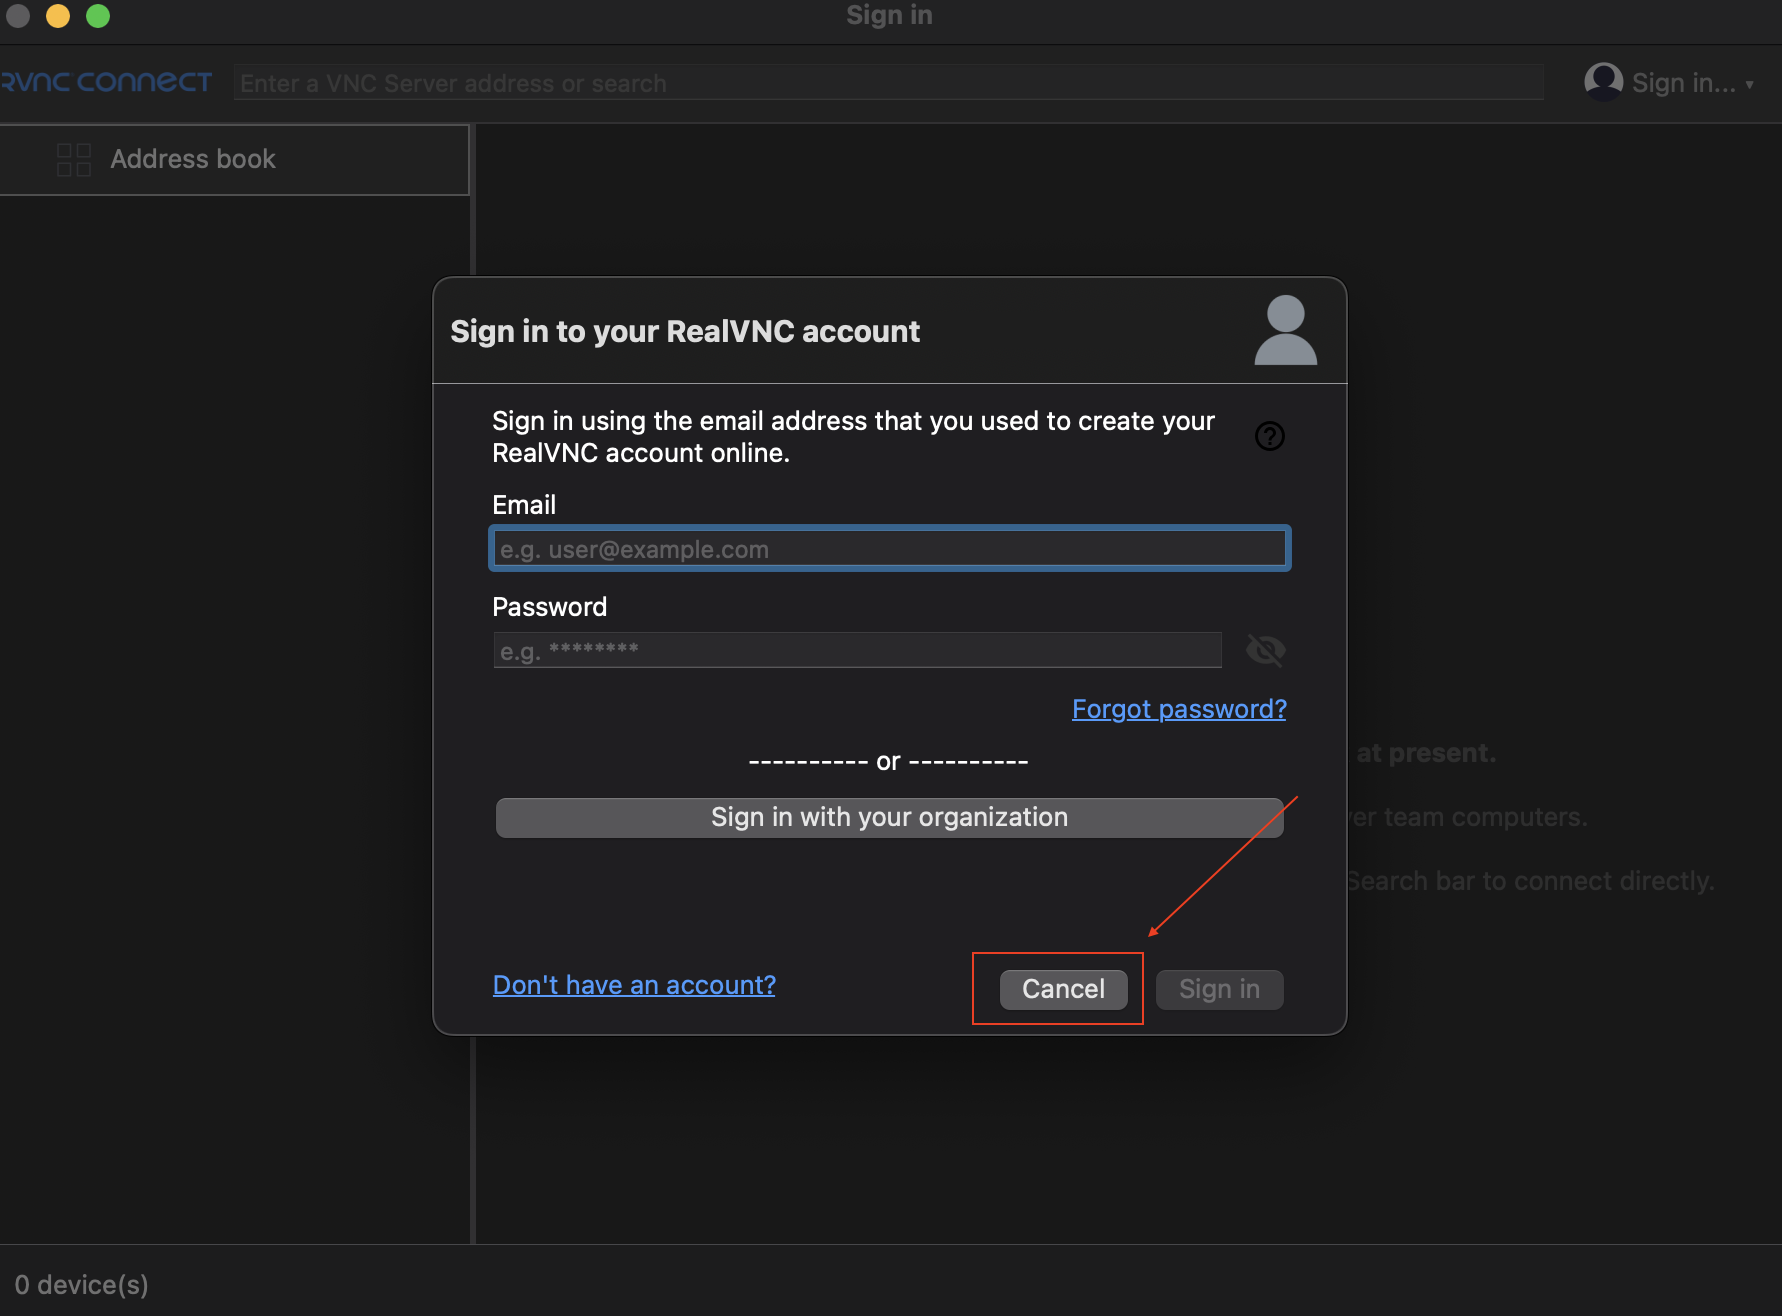 Sign in
RVNC CONNECT
Enter a VNC Server address or search
Sign in...
Address book
Sign in to your RealVNC account
Sign in using the email address that you used to create your
RealVNC account online.
Email
e.g. user@example.com
Password
e.g. ********
Forgot password?
---------- or ----------
Sign in with your organization
at present.
team computers.
Search bar to connect directly.
Don't have an account?
Cancel
Sign in
0 device(s)